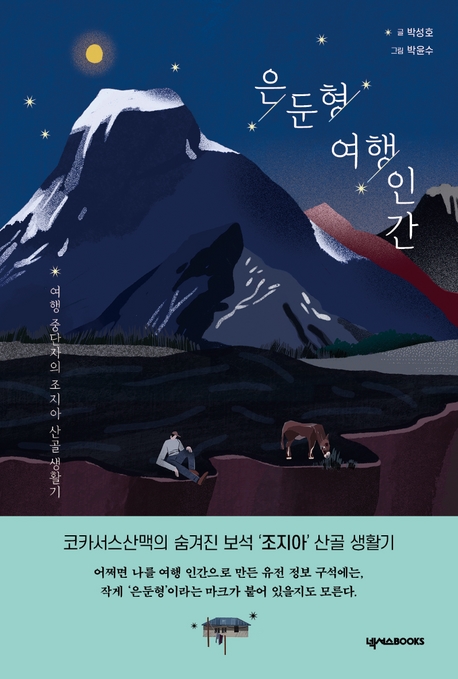 글 박성호
그림 박윤수
은둔형
여행
인간
여행 중단자의 조지아 산골 생활기
코카서스산맥의 숨겨진 보석 ‘조지아’ 산골 생활기
어쩌면 나를 여행 인간으로 만든 유전 정보 구석에는,
작게 ‘은둔형’이라는 마크가 붙어 있을지도 모른다.
넥서스BOOKS